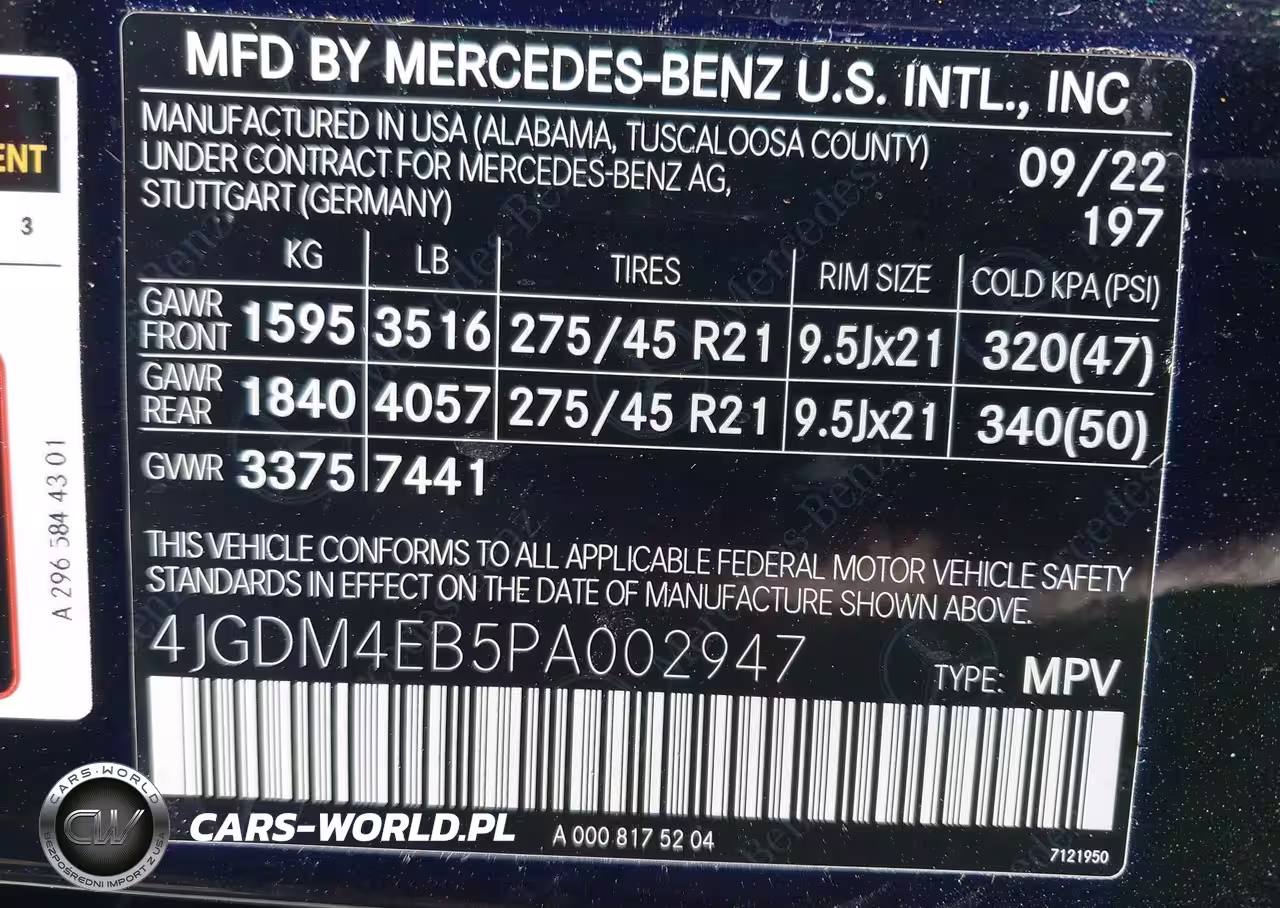 MFD BY MERCEDES-BENZ U.S. INTL., INC
MANUFACTURED IN USA (ALABAMA, TUSCALOOSA COUNTY)
UNDER CONTRACT FOR MERCEDES-BENZ AG,
STUTTGART (GERMANY)
09/22
197
KG LB TIRES RIM SIZE COLD KPA (PSI)
GAWR FRONT 1595 3516 275/45 R21 9.5Jx21 320(47)
GAWR REAR 1840 4057 275/45 R21 9.5Jx21 340(50)
GVWR 3375 7441
THIS VEHICLE CONFORMS TO ALL APPLICABLE FEDERAL MOTOR VEHICLE SAFETY
STANDARDS IN EFFECT ON THE DATE OF MANUFACTURE SHOWN ABOVE.
4JGDM4EB5PA002947
TYPE: MPV
A 000 817 52 04
7121950
ENT
3
A 296 584 43 01
CARS-WORLD
CW
BEZPOŚREDNI IMPORT Z USA
CARS-WORLD.PL